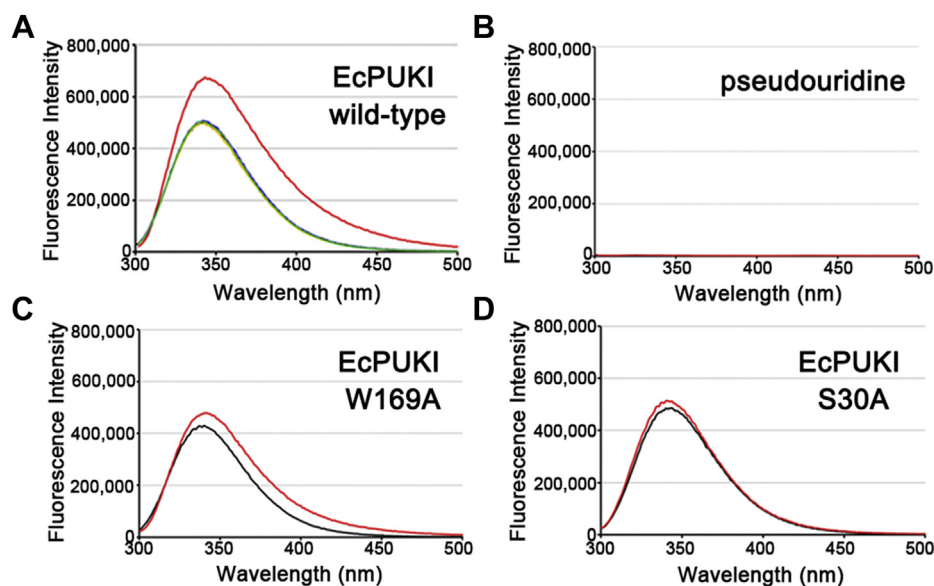 A
Fluorescence Intensity
800,000
600,000
400,000
200,000
0
300
350
400
450
500
Wavelength (nm)
EcPUKI
wild-type
B
Fluorescence Intensity
800,000
600,000
400,000
200,000
0
300
350
400
450
500
Wavelength (nm)
pseudouridine
C
Fluorescence Intensity
800,000
600,000
400,000
200,000
0
300
350
400
450
500
Wavelength (nm)
EcPUKI
W169A
D
Fluorescence Intensity
800,000
600,000
400,000
200,000
0
300
350
400
450
500
Wavelength (nm)
EcPUKI
S30A